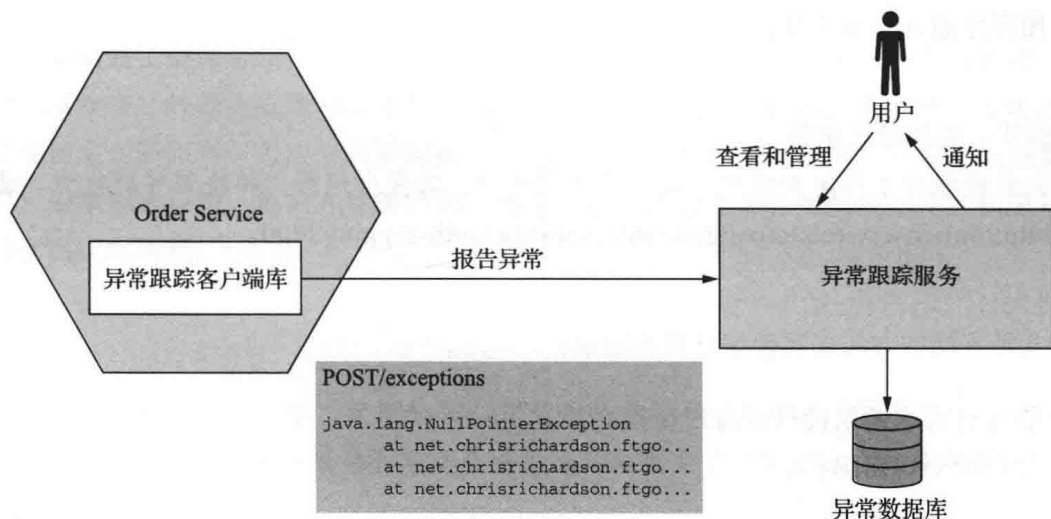 用户
查看和管理
通知
Order Service
异常跟踪客户端库
报告异常
异常跟踪服务
POST/exceptions
java.lang.NullPointerException
at net.chrisrichardson.ftgo...
at net.chrisrichardson.ftgo...
at net.chrisrichardson.ftgo...
异常数据库